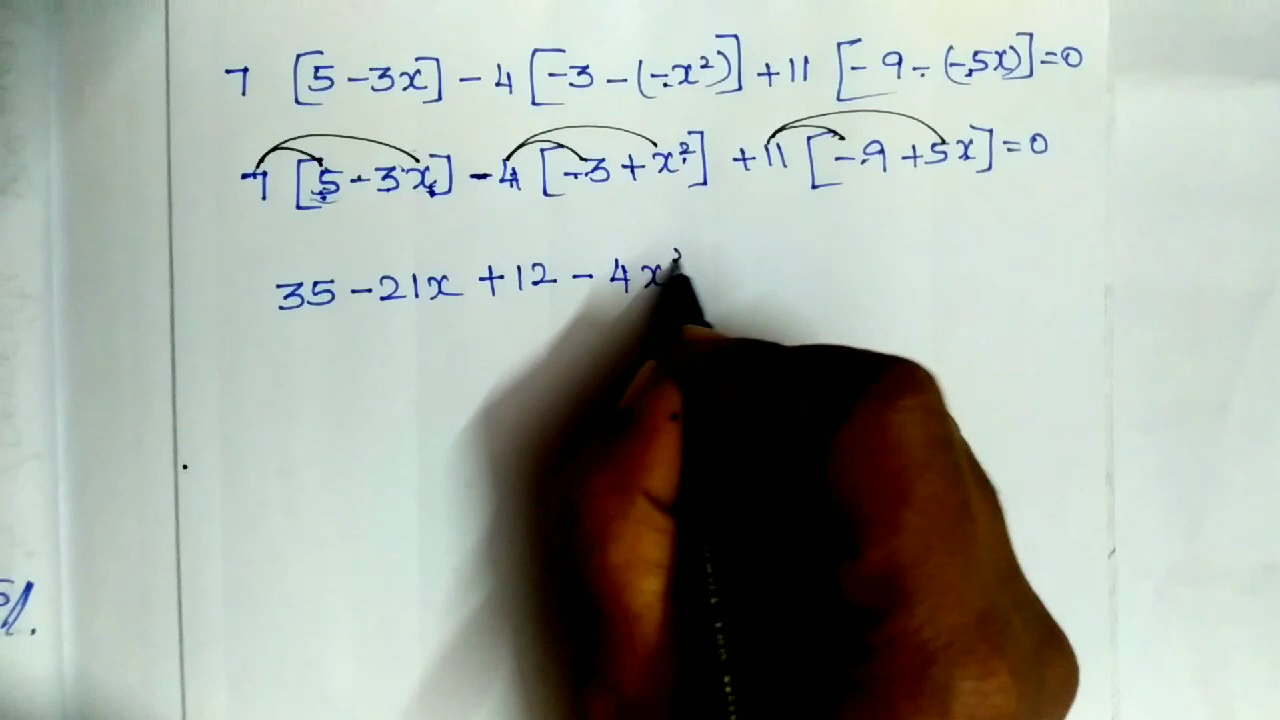 7 [5 - 3x] - 4 [-3 - (-x²)] + 11 [-9 - (-5x)] = 0
7 [5 - 3x] - 4 [-3 + x²] + 11 [-9 + 5x] = 0
35 - 21x + 12 - 4x²